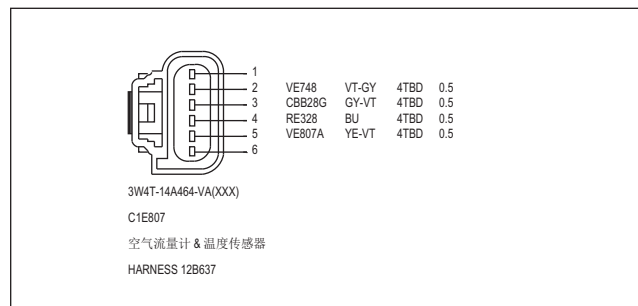 1
2 VE748 VT-GY 4TBD 0.5
3 CBB28G GY-VT 4TBD 0.5
4 RE328 BU 4TBD 0.5
5 VE807A YE-VT 4TBD 0.5
6
3W4T-14A464-VA(XXX)
C1E807
空气流量计 & 温度传感器
HARNESS 12B637